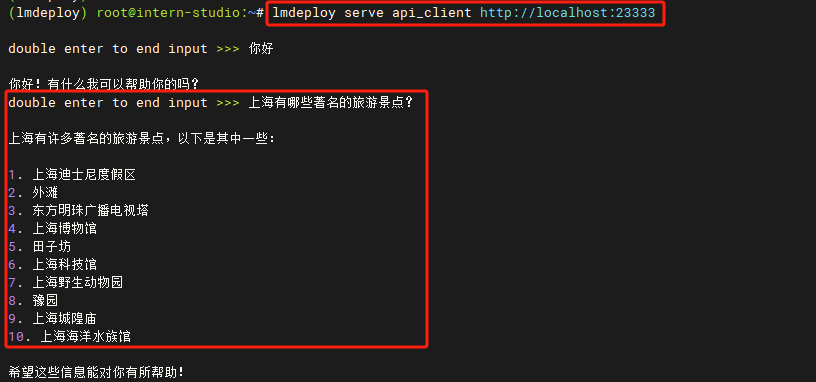 (lmdeploy) root@intern-studio:~# lmdeploy serve api_client http://localhost:23333
double enter to end input >>> 你好
你好！有什么我可以帮助你的吗？
double enter to end input >>> 上海有哪些著名的旅游景点？
上海有许多著名的旅游景点，以下是其中一些：
1. 上海迪士尼度假区
2. 外滩
3. 东方明珠广播电视塔
4. 上海博物馆
5. 田子坊
6. 上海科技馆
7. 上海野生动物园
8. 豫园
9. 上海城隍庙
10. 上海海洋水族馆
希望这些信息能对你有所帮助！